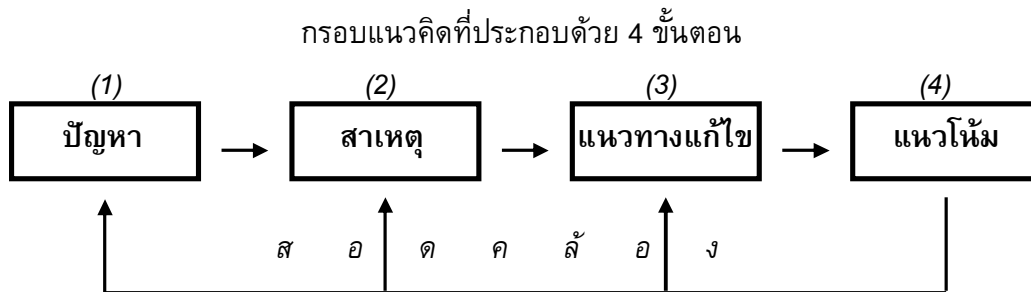 กรอบแนวคิดที่ประกอบด้วย 4 ขั้นตอน
(1) (2) (3) (4)
ปัญหา สาเหตุ แนวทางแก้ไข แนวโน้ม
ส อ ด ค ล้ อ ง